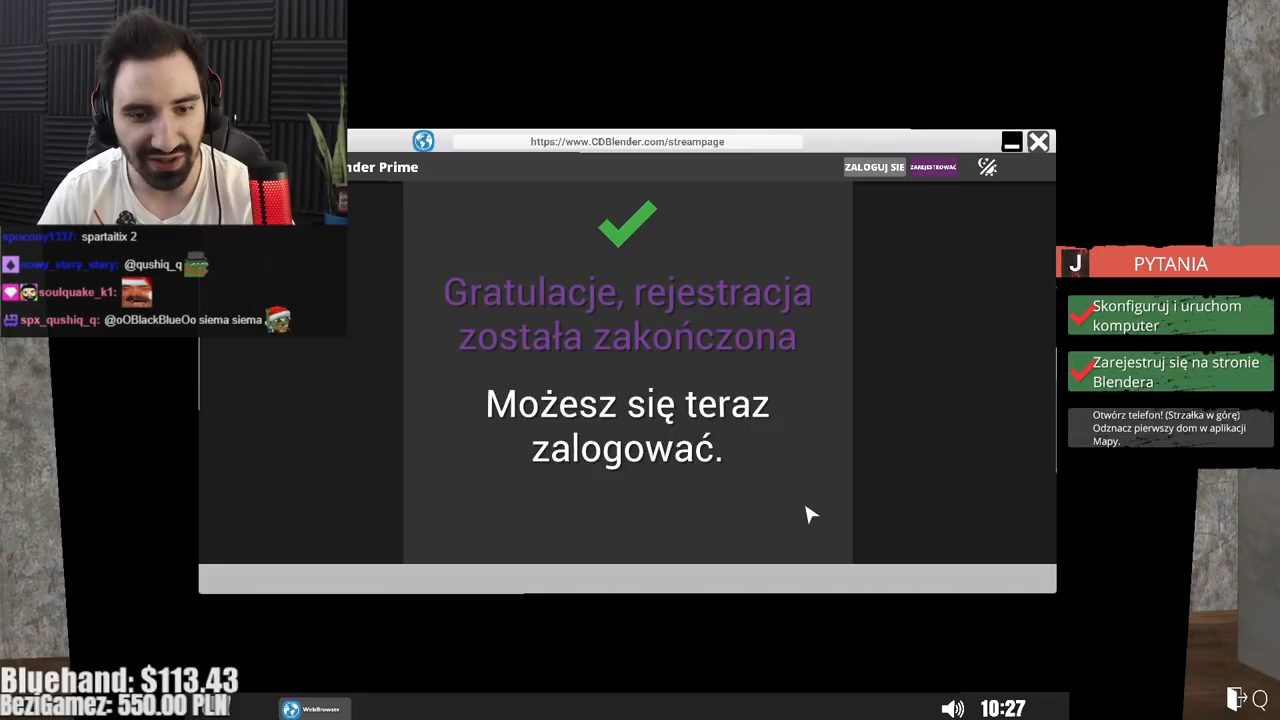 https://www.CDBlender.com/streampage
nder Prime
ZALOGUJ SIĘ
ZAREJESTROWAĆ
Gratulacje, rejestracja
została zakończona
Możesz się teraz
zalogować.
spocony1337: spartaitix 2
@qushiq_q
soulquake_k1:
spx_qushiq_q: @oOBlackBlueOo siema siema
J
PYTANIA
Skonfiguruj i uruchom
komputer
Zarejestruj się na stronie
Blendera
Otwórz telefon! (Strzałka w górę)
Odznacz pierwszy dom w aplikacji
Mapy.
Bluehand: $113.43
BeziGamez: 550.00 PLN
WebBrowser
10:27
Q